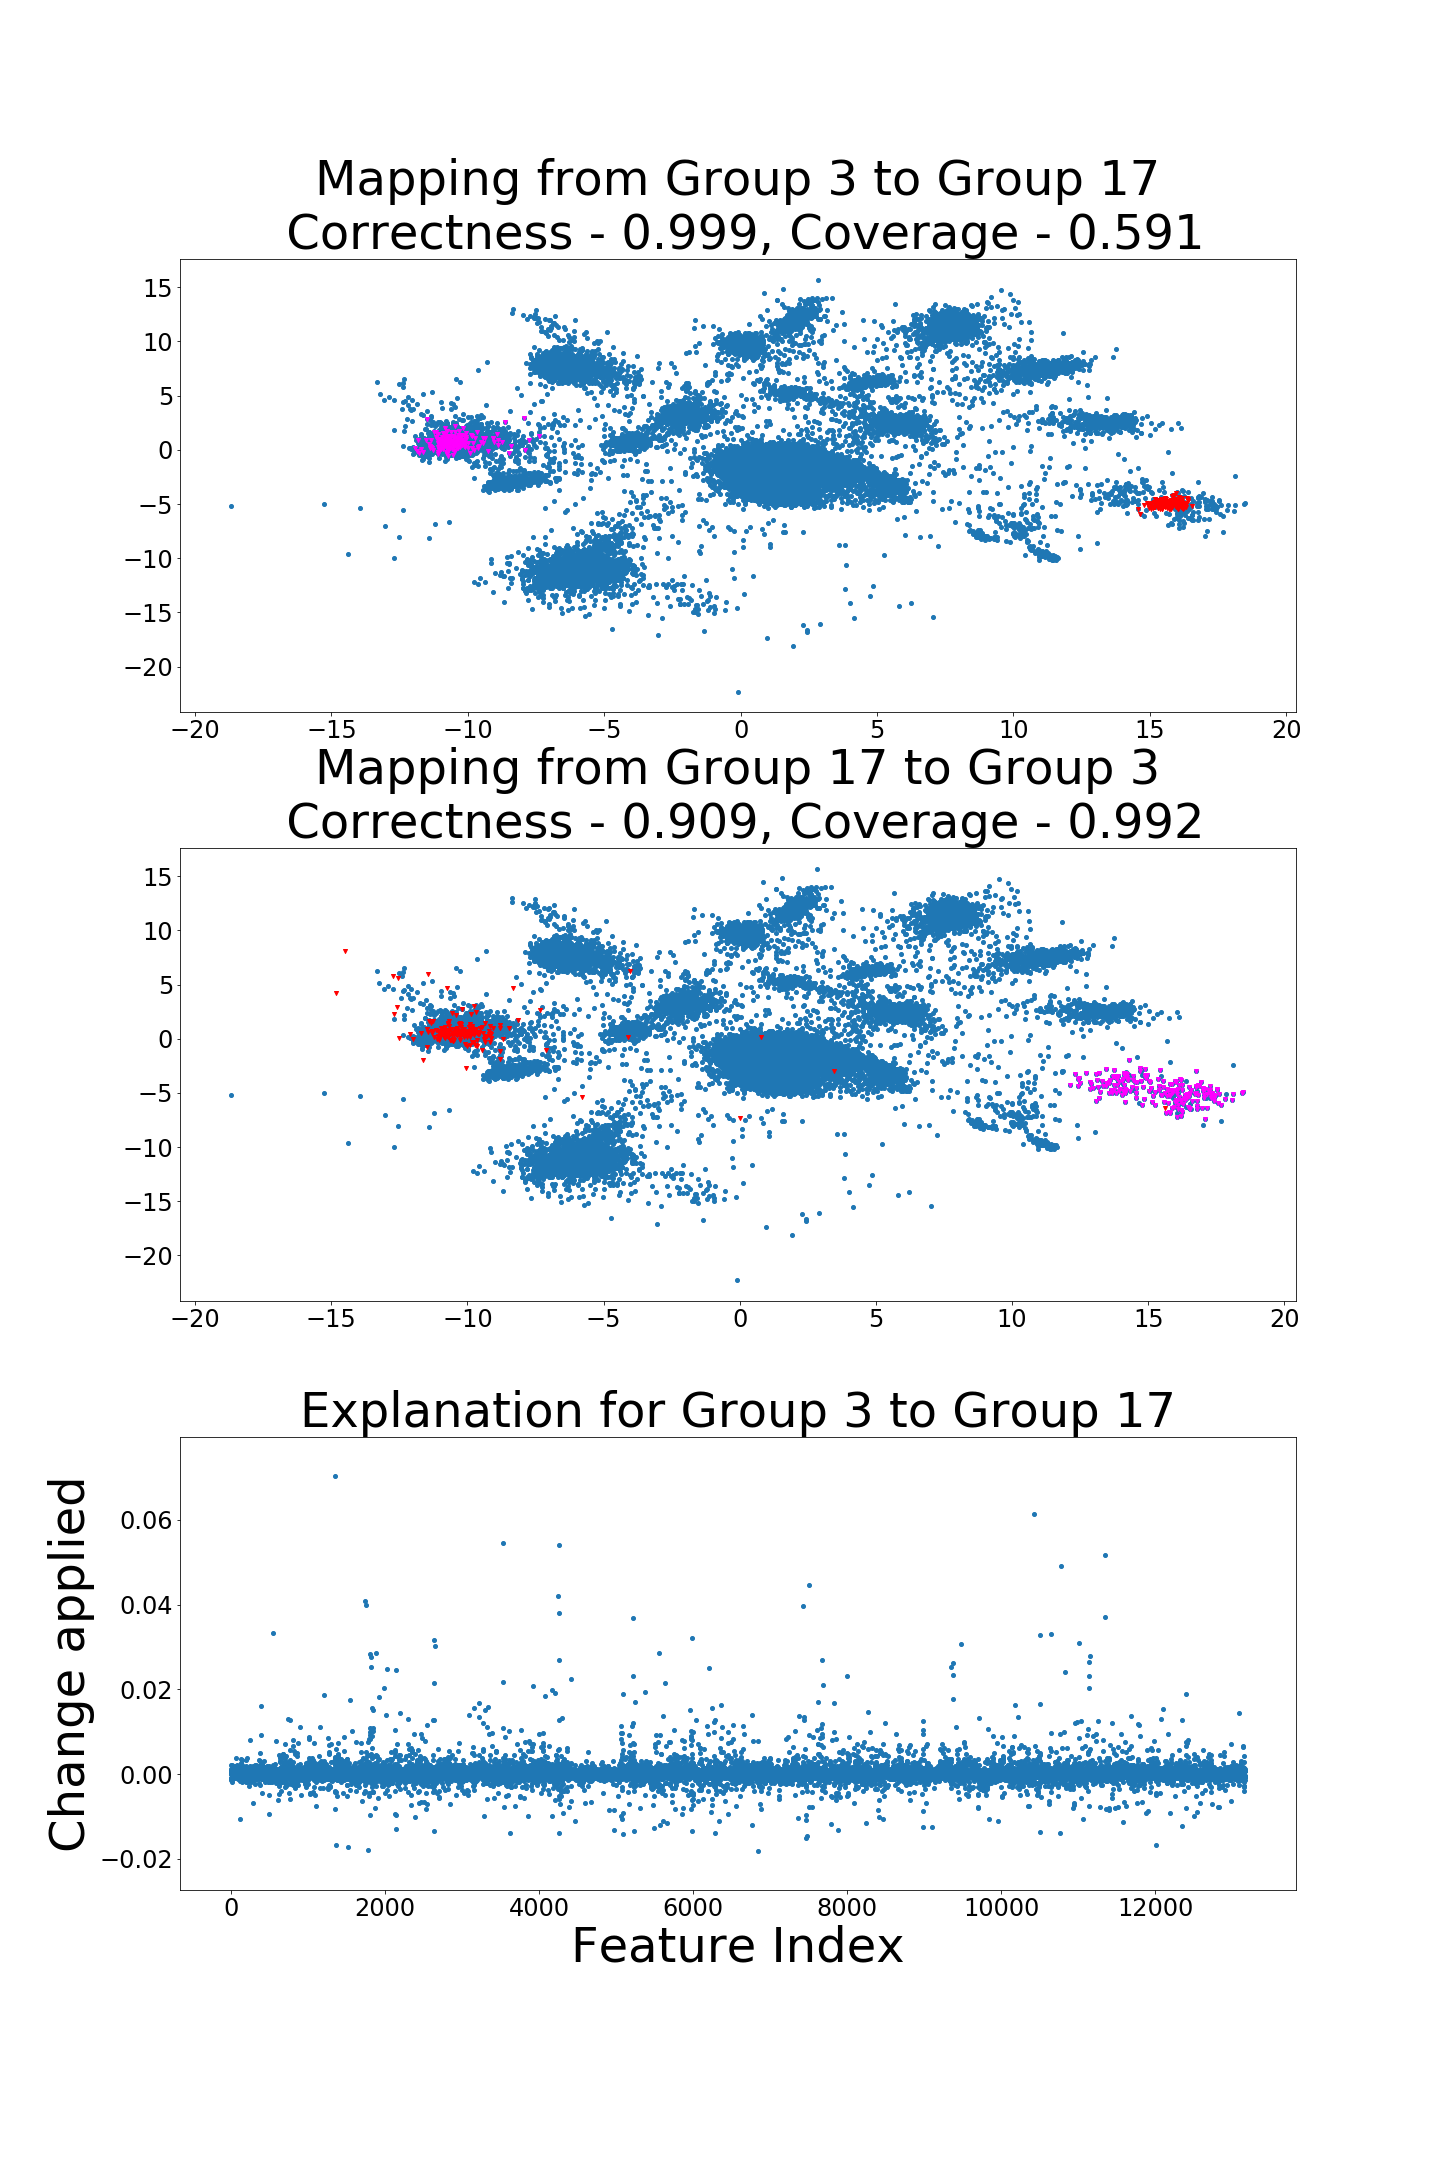 Mapping from Group 3 to Group 17
Correctness - 0.999, Coverage - 0.591
15
10
5
0
−5
−10
−15
−20
−20 −15 −10 −5 0 5 10 15 20
Mapping from Group 17 to Group 3
Correctness - 0.909, Coverage - 0.992
15
10
5
0
−5
−10
−15
−20
−20 −15 −10 −5 0 5 10 15 20
Explanation for Group 3 to Group 17
Change applied
0.06
0.04
0.02
0.00
−0.02
0 2000 4000 6000 8000 10000 12000
Feature Index